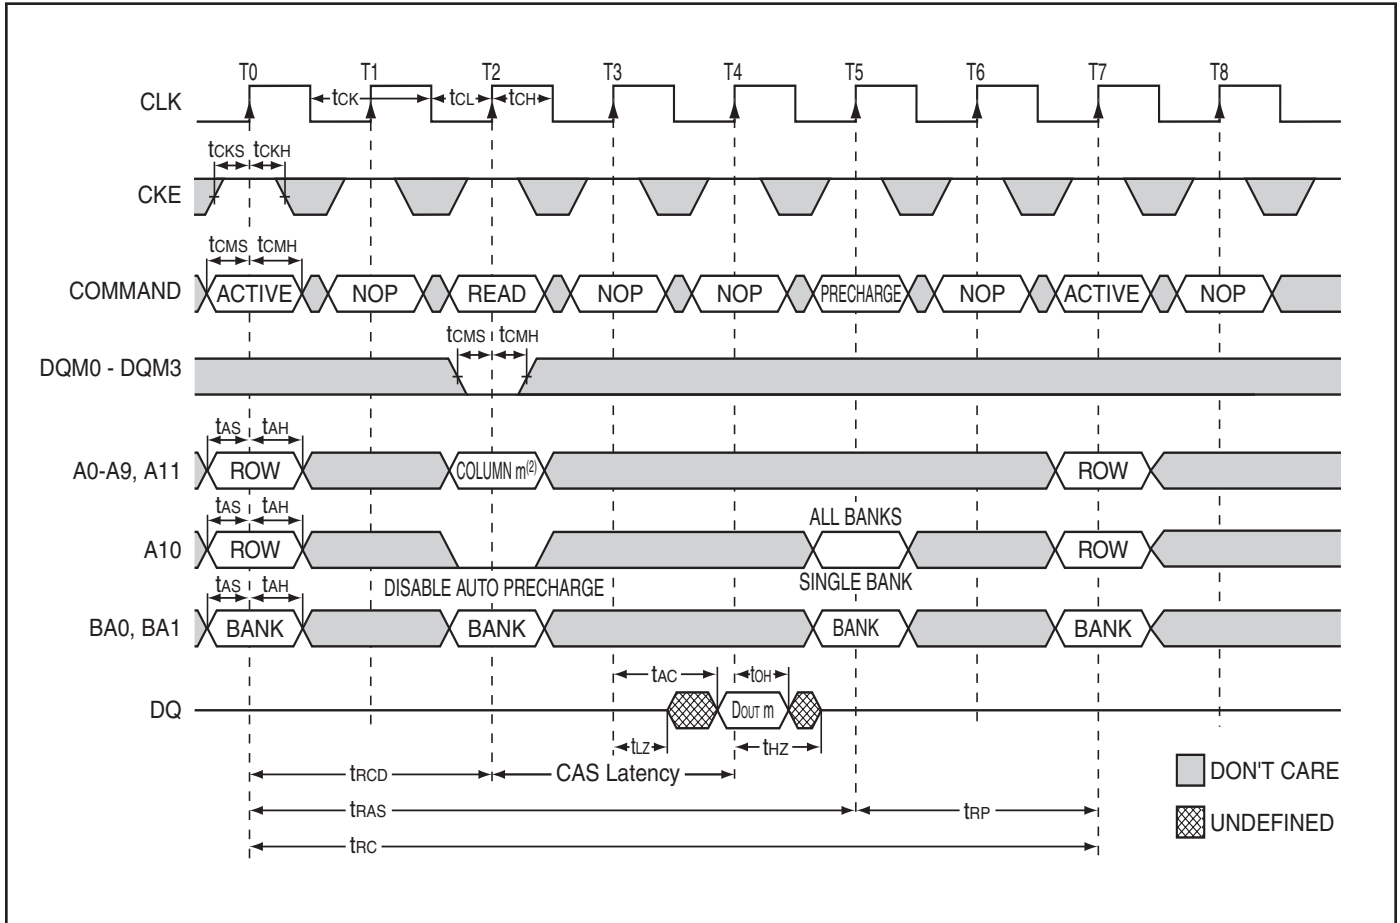 T0 T1 T2 T3 T4 T5 T6 T7 T8
CLK tCK tCL tCH
tCKS tCKH
CKE
tCMS tCMH
COMMAND ACTIVE NOP READ NOP NOP PRECHARGE NOP ACTIVE NOP
tCMS tCMH
DQM0 - DQM3
tAS tAH
A0-A9, A11 ROW COLUMN m(2) ROW
tAS tAH ALL BANKS
A10 ROW ROW
tAS tAH DISABLE AUTO PRECHARGE SINGLE BANK
BA0, BA1 BANK BANK BANK BANK
tAC tOH
DQ DOUT m
tLZ tHZ
tRCD CAS Latency
DON'T CARE
tRAS tRP
UNDEFINED
tRC